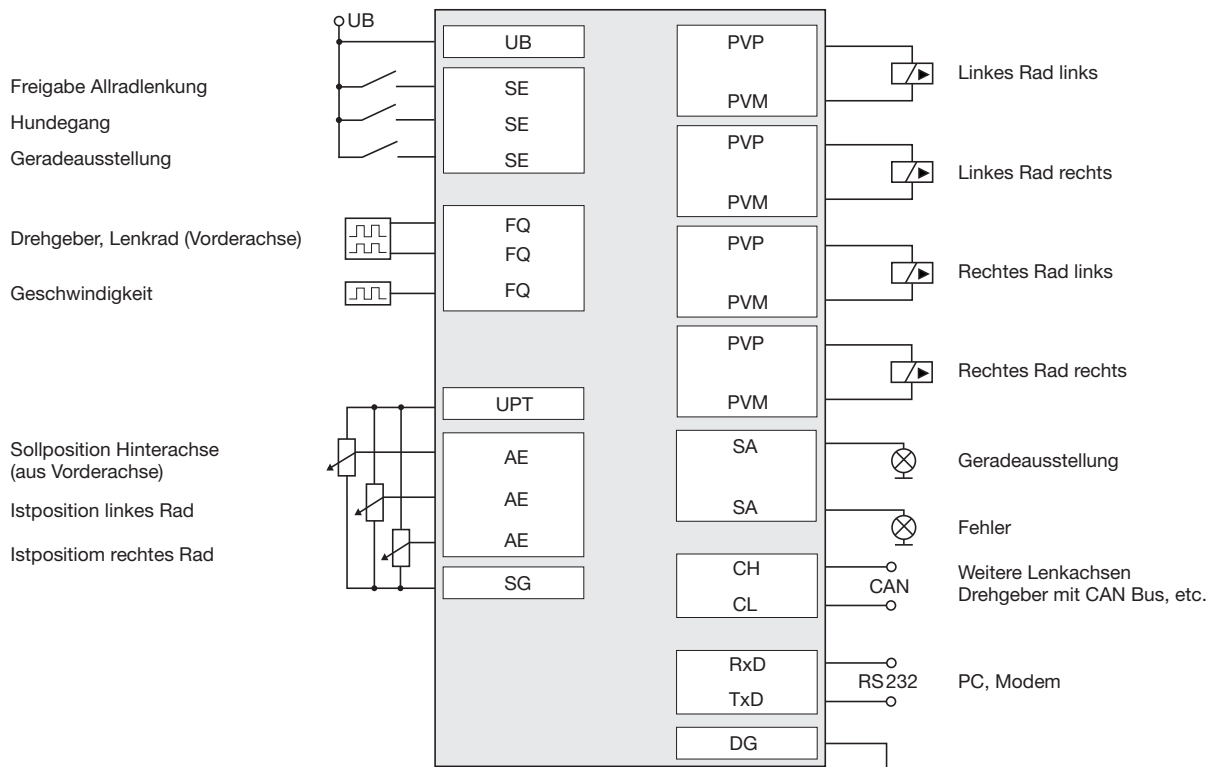 UB
UB
Freigabe Allradlenkung
SE
Hundegang
SE
Geradeausstellung
SE
Drehgeber, Lenkrad (Vorderachse)
FQ
FQ
Geschwindigkeit
FQ
UPT
Sollposition Hinterachse
(aus Vorderachse)
AE
Istposition linkes Rad
AE
Istpositiom rechtes Rad
AE
SG
PVP
PVM
Linkes Rad links
PVP
PVM
Linkes Rad rechts
PVP
PVM
Rechtes Rad links
PVP
PVM
Rechtes Rad rechts
SA
Geradeausstellung
SA
Fehler
CH
CL
CAN
Weitere Lenkachsen
Drehgeber mit CAN Bus, etc.
RxD
TxD
RS232
PC, Modem
DG